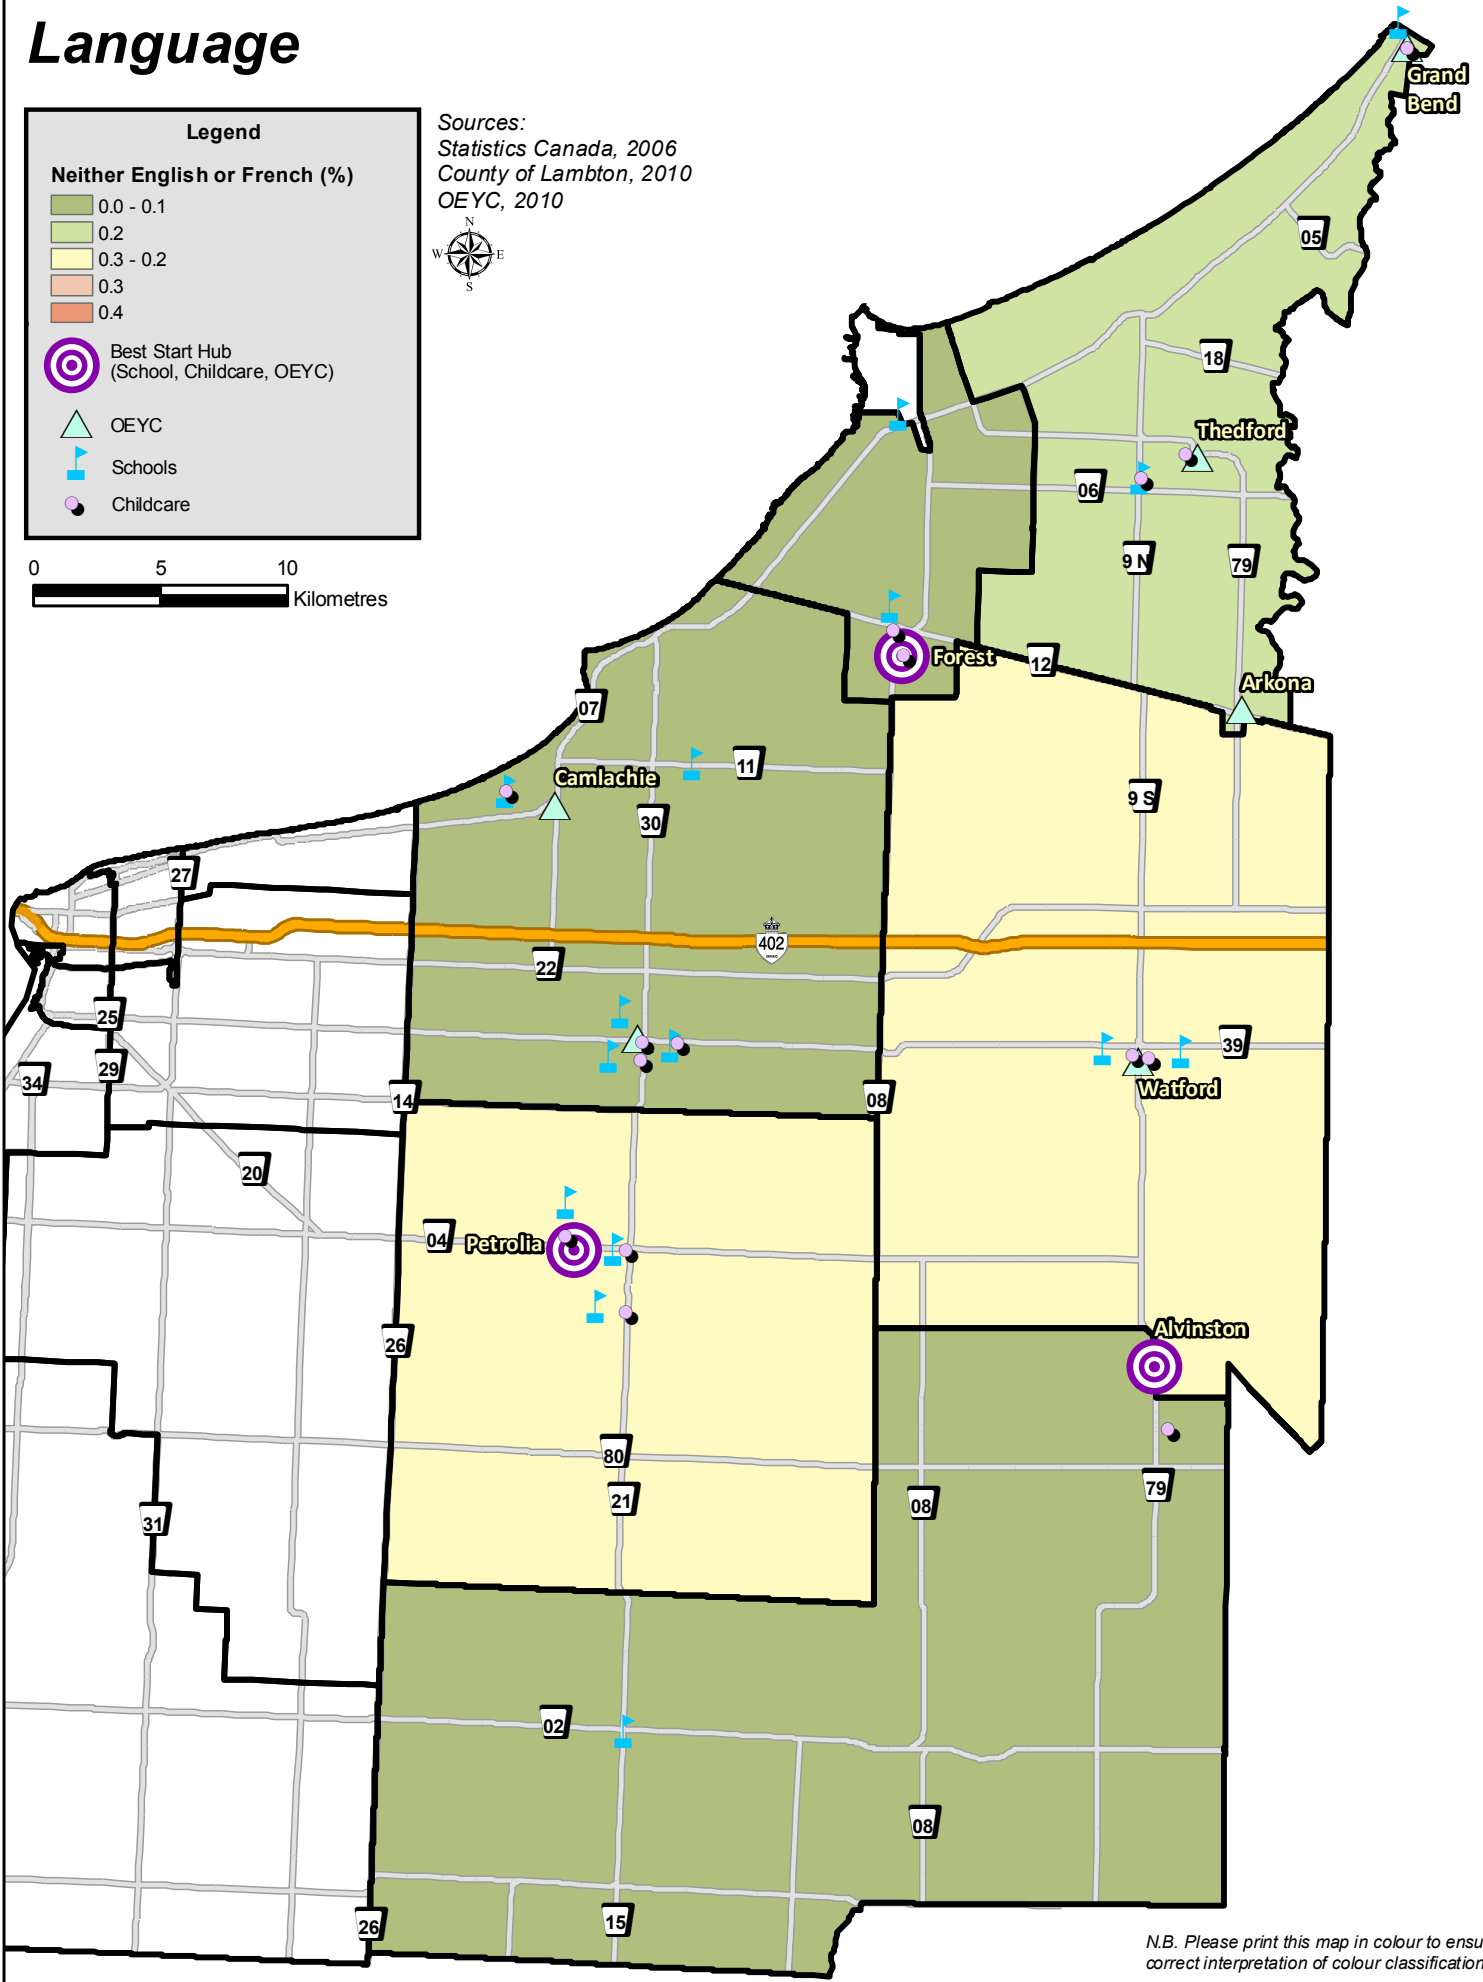 Language
Legend
Neither English or French (%)
0.0 - 0.1
0.2
0.3 - 0.2
0.3
0.4
Best Start Hub
(School, Childcare, OEYC)
OEYC
Schools
Childcare
Sources:
Statistics Canada, 2006
County of Lambton, 2010
OEYC, 2010
N
W
E
S
0
5
10
Kilometres
Grand
Bend
05
18
Thedford
06
9 N
79
Forest
12
Arkona
07
11
Camlachie
30
9 S
27
402
22
25
39
29
34
14
08
Watford
20
04
Petrolia
Alvinston
26
80
79
21
08
31
02
08
15
26
N.B. Please print this map in colour to ensu
correct interpretation of colour classification